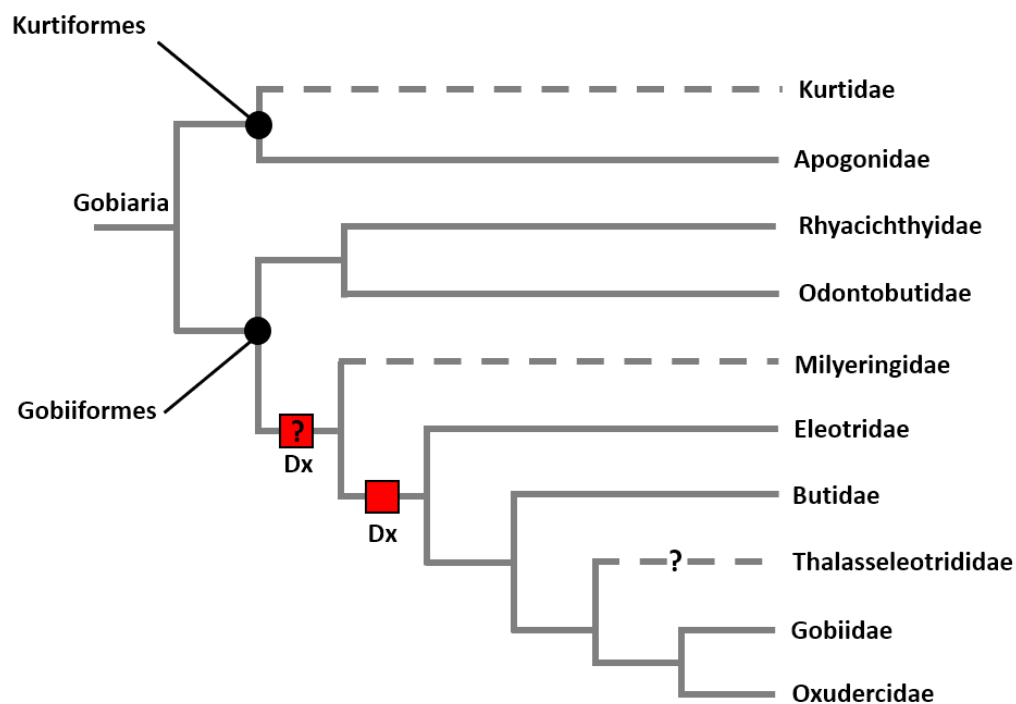 Kurtiformes
Kurtidae
Apogonidae
Gobiaria
Rhyacichthyidae
Odontobutidae
Milyeringidae
Gobiiformes
?
Dx
Eleotridae
Butidae
Dx
?
Thalasseleotrididae
Gobiidae
Oxudercidae